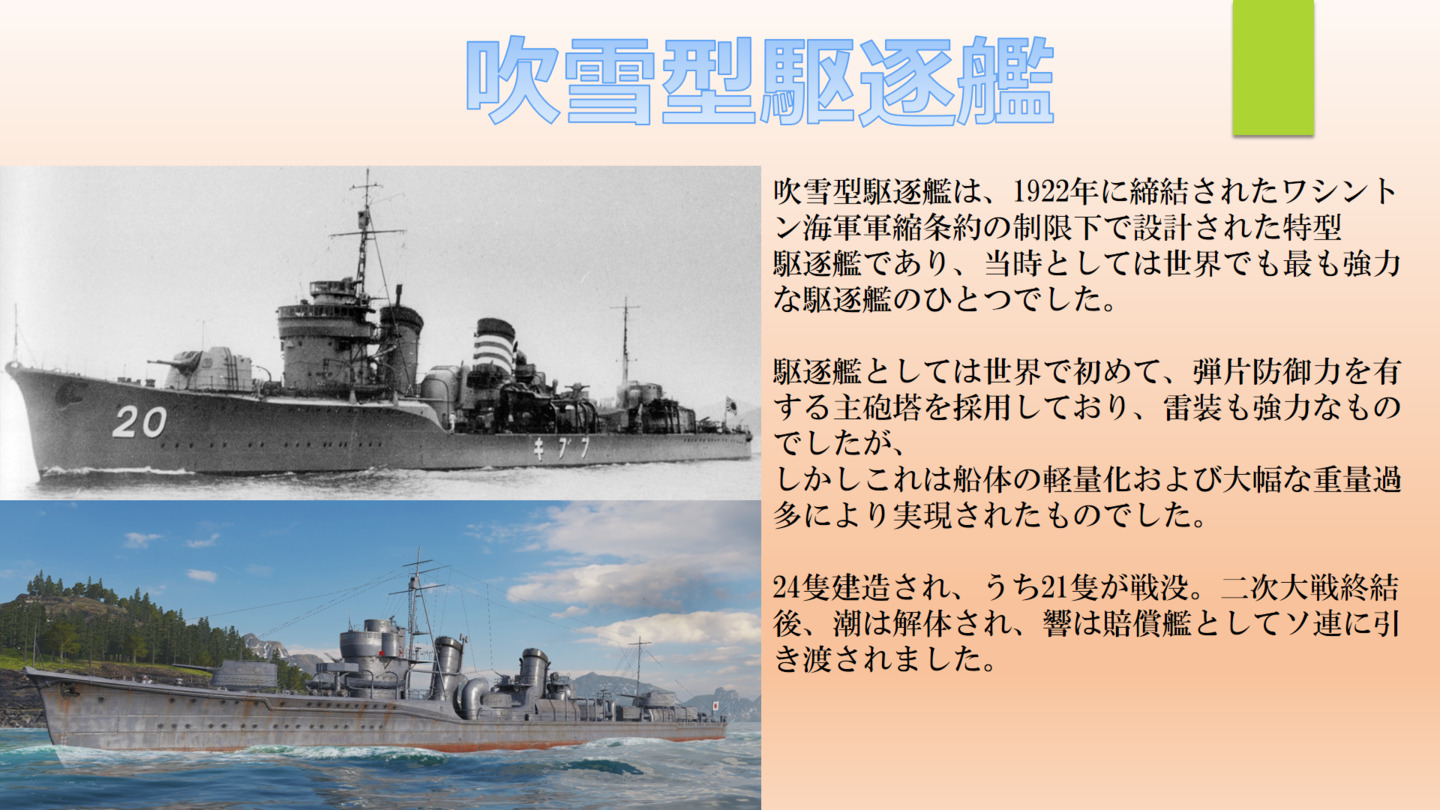 吹雪型駆逐艦
吹雪型駆逐艦は、1922年に締結されたワシント
ン海軍軍縮条約の制限下で設計された特型
駆逐艦であり、当時としては世界でも最も強力
な駆逐艦のひとつでした。
駆逐艦としては世界で初めて、弾片防御力を有
する主砲塔を採用しており、雷装も強力なもの
でしたが、
しかしこれは船体の軽量化および大幅な重量過
多により実現されたものでした。
24隻建造され、うち21隻が戦没。二次大戦終結
後、潮は解体され、響は賠償艦としてソ連に引
き渡されました。
20
キブフ